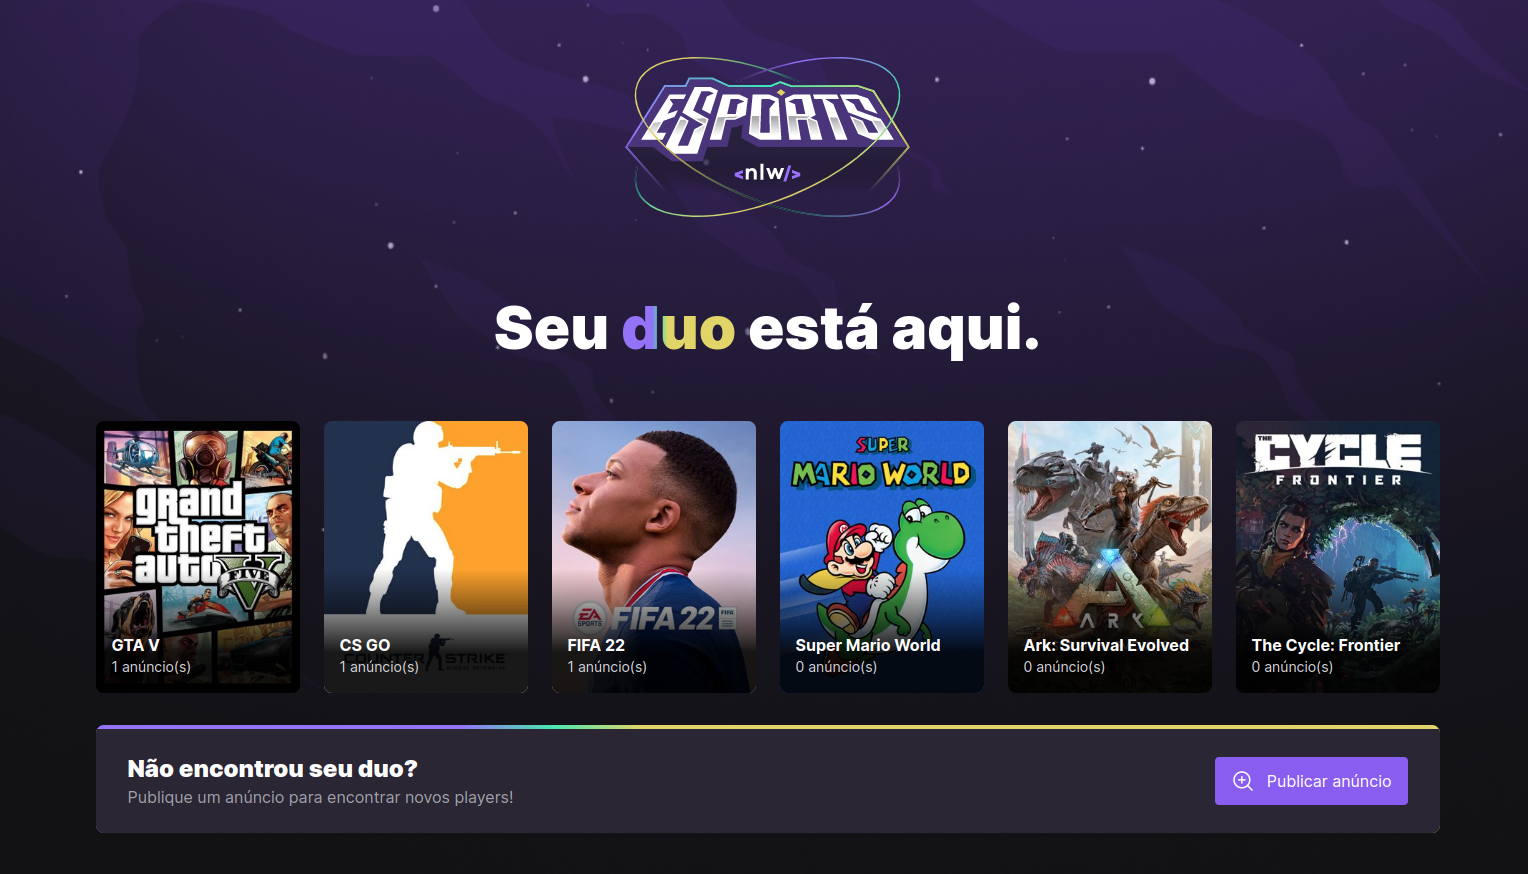 ESPORTS
<nlw/>
Seu duo está aqui.
grand
theft
auto
FIVE
GTA V
1 anúncio(s)
COUNTER STRIKE
CS GO
1 anúncio(s)
EA
SPORTS
FIFA 22
FIFA
FIFA 22
1 anúncio(s)
SUPER
MARIO WORLD
Super Mario World
0 anúncio(s)
ARK
Ark: Survival Evolved
0 anúncio(s)
THE
CYCLE
FRONTIER
The Cycle: Frontier
0 anúncio(s)
Não encontrou seu duo?
Publique um anúncio para encontrar novos players!
Publicar anúncio